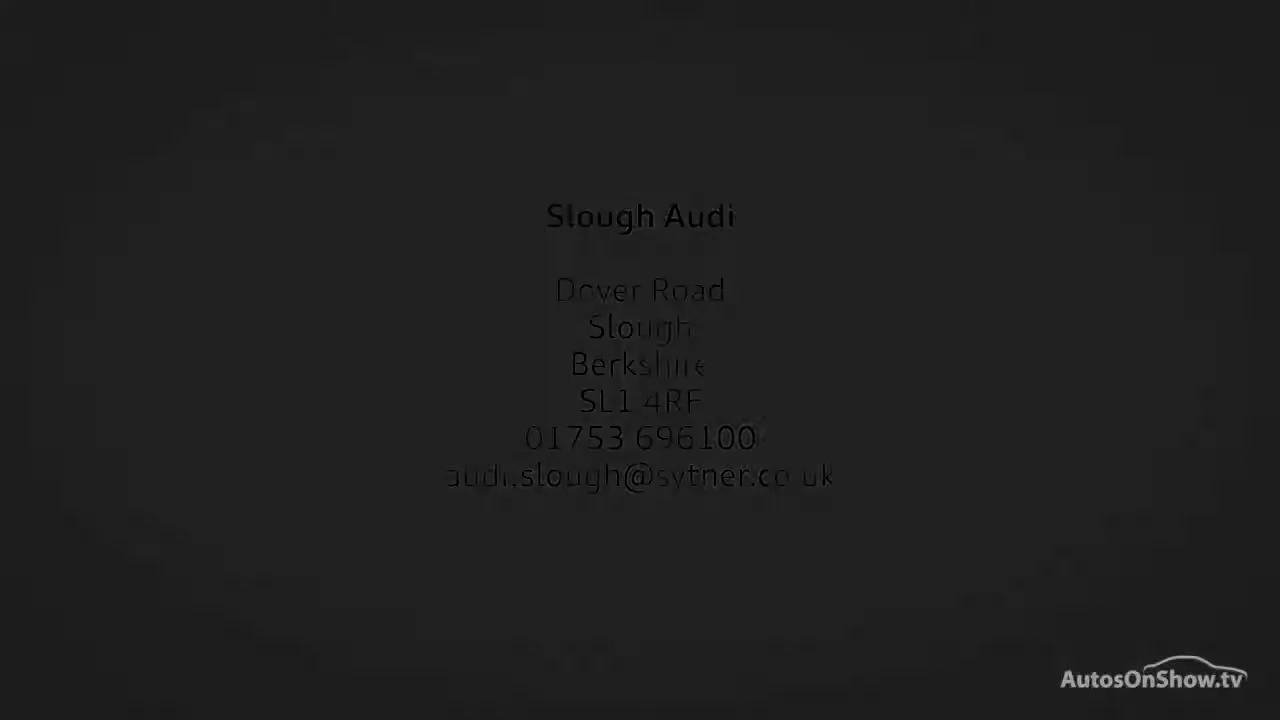 Slough Audi
Dover Road
Slough
Berkshire
SL1 4RF
01753 696100
audi.slough@sytner.co.uk
AutosOnShow.tv